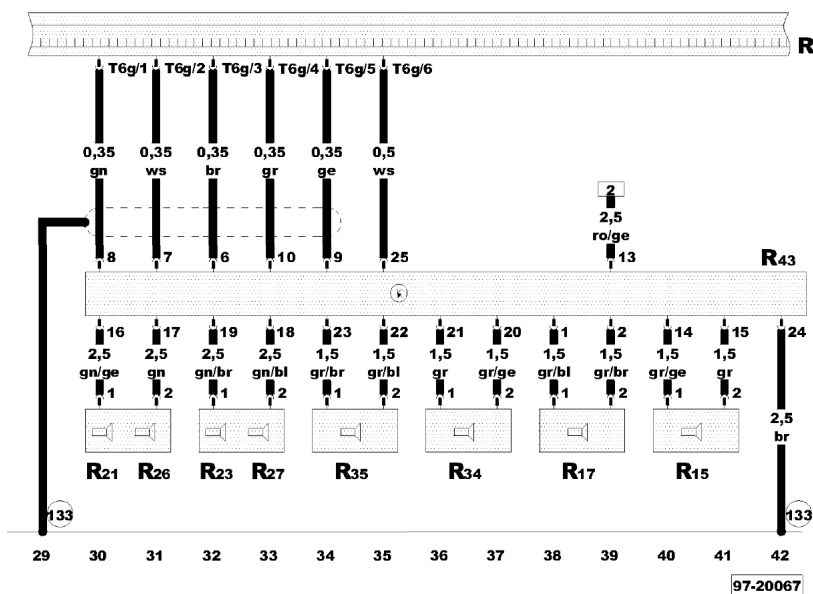 R
T6g/1 T6g/2 T6g/3 T6g/4 T6g/5 T6g/6
0,35 0,35 0,35 0,35 0,35 0,5
gn ws br gr ge ws
2
2,5
ro/ge
8 7 6 10 9 25 13
R43
16 17 19 18 23 22 21 20 1 2 14 15 24
2,5 2,5 2,5 2,5 1,5 1,5 1,5 1,5 1,5 1,5 1,5 1,5
gn/ge gn gn/br gn/bl gr/br gr/bl gr gr/ge gr/bl gr/br gr/ge gr
1 2 1 2 1 2 1 2 1 2 1 2
2,5
br
R21 R26 R23 R27 R35 R34 R17 R15
133 133
29 30 31 32 33 34 35 36 37 38 39 40 41 42
97-20067